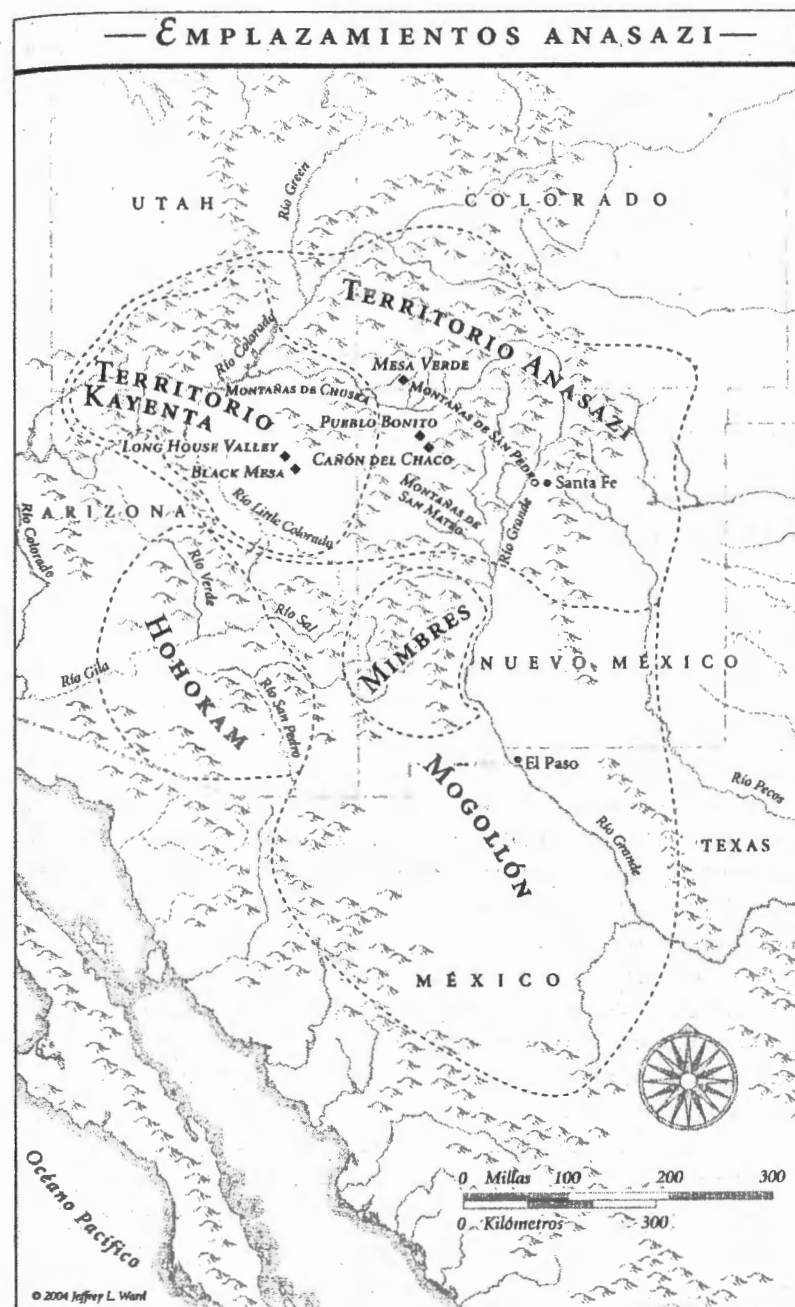 EMPLAZAMIENTOS ANASAZI
UTAH
Río Green
COLORADO
TERRITORIO ANASAZI
Río Colorado
MESA VERDE
TERRITORIO
KAYENTA
MONTAÑAS DE CHUSKA
MONTAÑAS DE SAN PEDRO
PUEBLO BONITO
LONG HOUSE VALLEY
CAÑÓN DEL CHACO
BLACK MESA
Santa Fe
MONTAÑAS DE
SAN MATEO
Río Grande
ARIZONA
Río Little Colorado
Río Colorado
Río Verde
Río Sal
HOHOKAM
MIMBRES
NUEVO MÉXICO
Río Gila
Río San Pedro
El Paso
MOGOLLÓN
Río Pecos
Río Grande
TEXAS
MÉXICO
Océano Pacífico
0 Millas 100 200 300
0 Kilómetros 300
© 2004 Jeffrey L. Ward